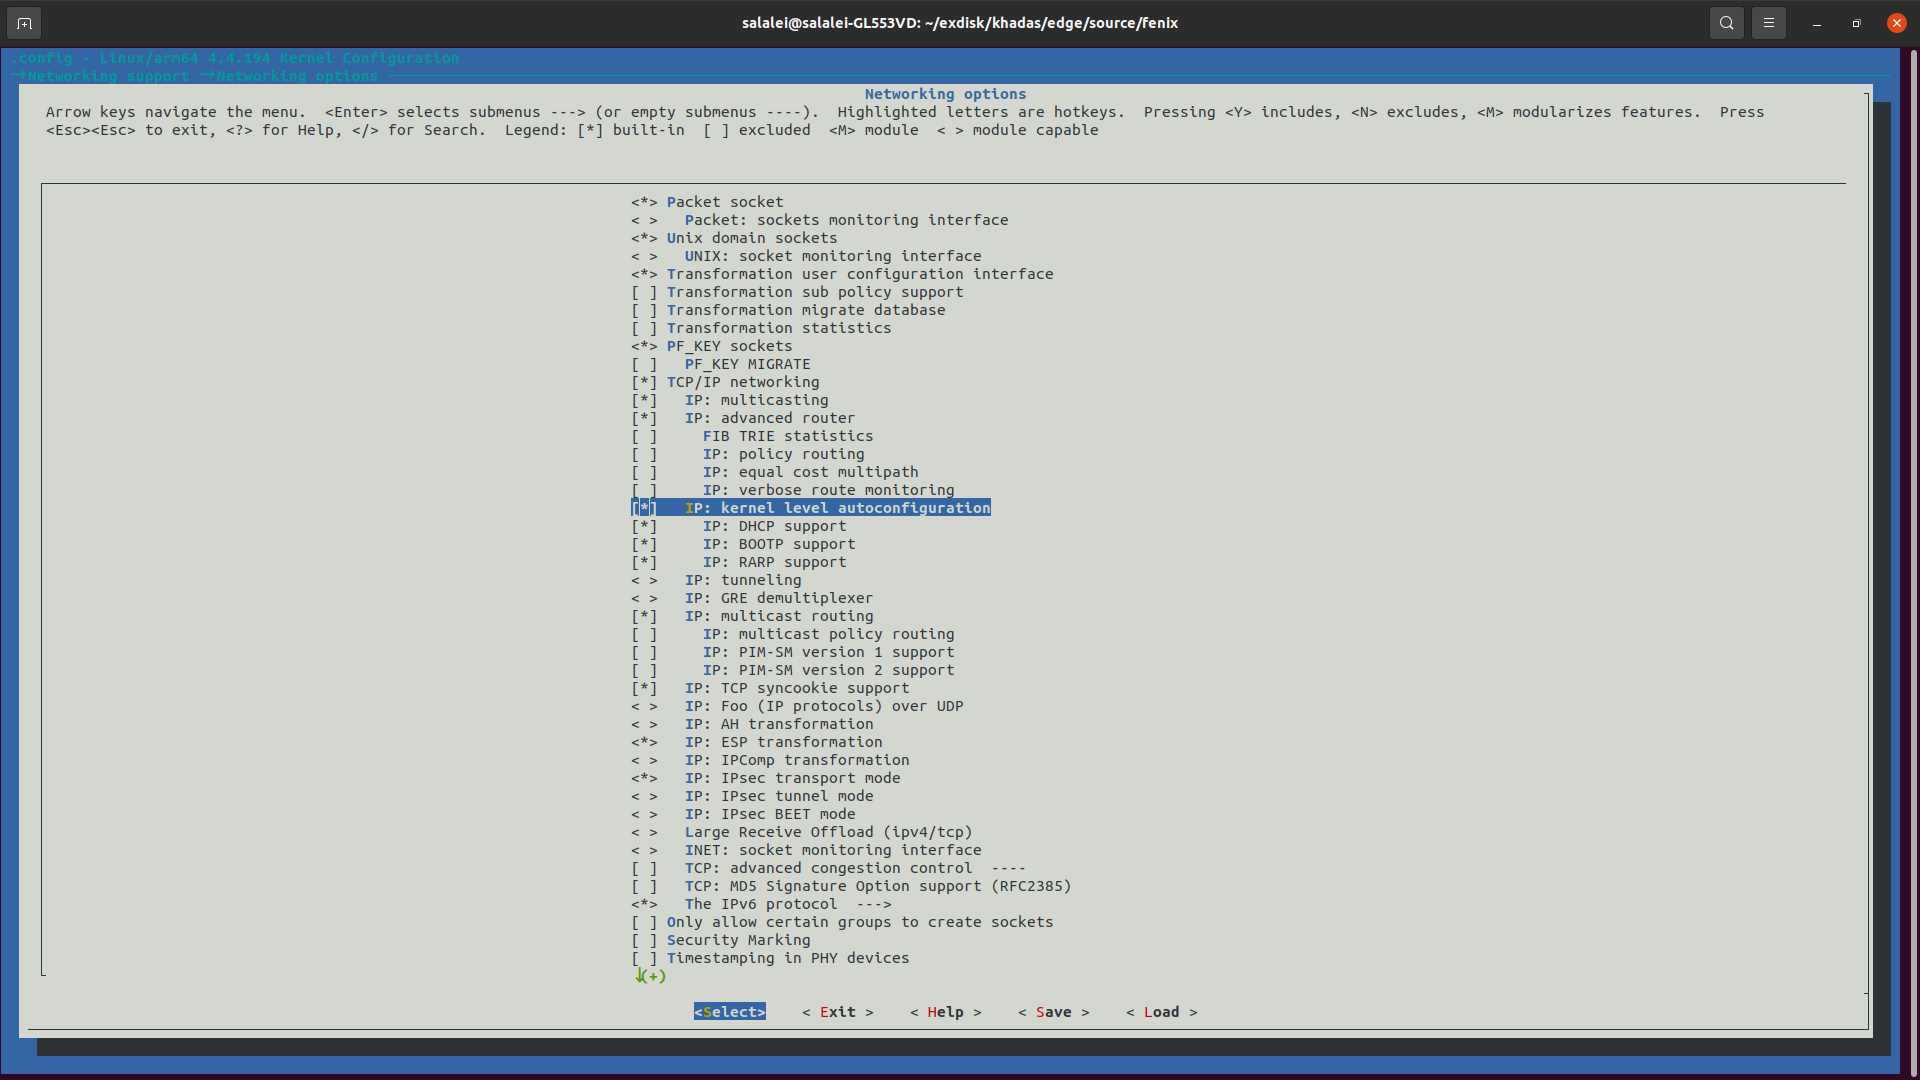 salalei@salalei-GL553VD: ~/exdisk/khadas/edge/source/fenix
.config - Linux/arm64 4.4.194 Kernel Configuration
→Networking support →Networking options
Networking options
Arrow keys navigate the menu.  <Enter> selects submenus ---> (or empty submenus ----).  Highlighted letters are hotkeys.  Pressing <Y> includes, <N> excludes, <M> modularizes features.  Press
<Esc><Esc> to exit, <?> for Help, </> for Search.  Legend: [*] built-in  [ ] excluded  <M> module  < > module capable
<*> Packet socket
< >   Packet: sockets monitoring interface
<*> Unix domain sockets
< >   UNIX: socket monitoring interface
<*> Transformation user configuration interface
[ ] Transformation sub policy support
[ ] Transformation migrate database
[ ] Transformation statistics
<*> PF_KEY sockets
[ ]   PF_KEY MIGRATE
[*] TCP/IP networking
[*]   IP: multicasting
[*]   IP: advanced router
[ ]     FIB TRIE statistics
[ ]     IP: policy routing
[ ]     IP: equal cost multipath
[ ]     IP: verbose route monitoring
[*]   IP: kernel level autoconfiguration
[*]     IP: DHCP support
[*]     IP: BOOTP support
[*]     IP: RARP support
< >   IP: tunneling
< >   IP: GRE demultiplexer
[*]   IP: multicast routing
[ ]     IP: multicast policy routing
[ ]     IP: PIM-SM version 1 support
[ ]     IP: PIM-SM version 2 support
[*]   IP: TCP syncookie support
< >   IP: Foo (IP protocols) over UDP
< >   IP: AH transformation
<*>   IP: ESP transformation
< >   IP: IPComp transformation
<*>   IP: IPsec transport mode
< >   IP: IPsec tunnel mode
< >   IP: IPsec BEET mode
< >   Large Receive Offload (ipv4/tcp)
< >   INET: socket monitoring interface
[ ]   TCP: advanced congestion control  ----
[ ]   TCP: MD5 Signature Option support (RFC2385)
<*>   The IPv6 protocol  --->
[ ] Only allow certain groups to create sockets
[ ] Security Marking
[ ] Timestamping in PHY devices
↓(+)
<Select>    < Exit >    < Help >    < Save >    < Load >